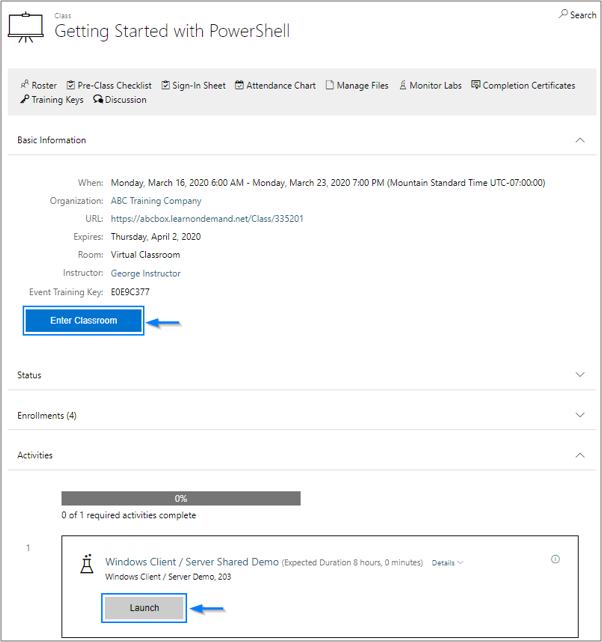 Class
Getting Started with PowerShell
Search
Roster Pre-Class Checklist Sign-In Sheet Attendance Chart Manage Files Monitor Labs Completion Certificates
Training Keys Discussion
Basic Information
When: Monday, March 16, 2020 6:00 AM - Monday, March 23, 2020 7:00 PM (Mountain Standard Time UTC-07:00:00)
Organization: ABC Training Company
URL: https://abcbox.learnondemand.net/Class/335201
Expires: Thursday, April 2, 2020
Room: Virtual Classroom
Instructor: George Instructor
Event Training Key: E0E9C377
Enter Classroom
Status
Enrollments (4)
Activities
0%
0 of 1 required activities complete
1
Windows Client / Server Shared Demo (Expected Duration 8 hours, 0 minutes) Details
Windows Client / Server Demo, 203
Launch